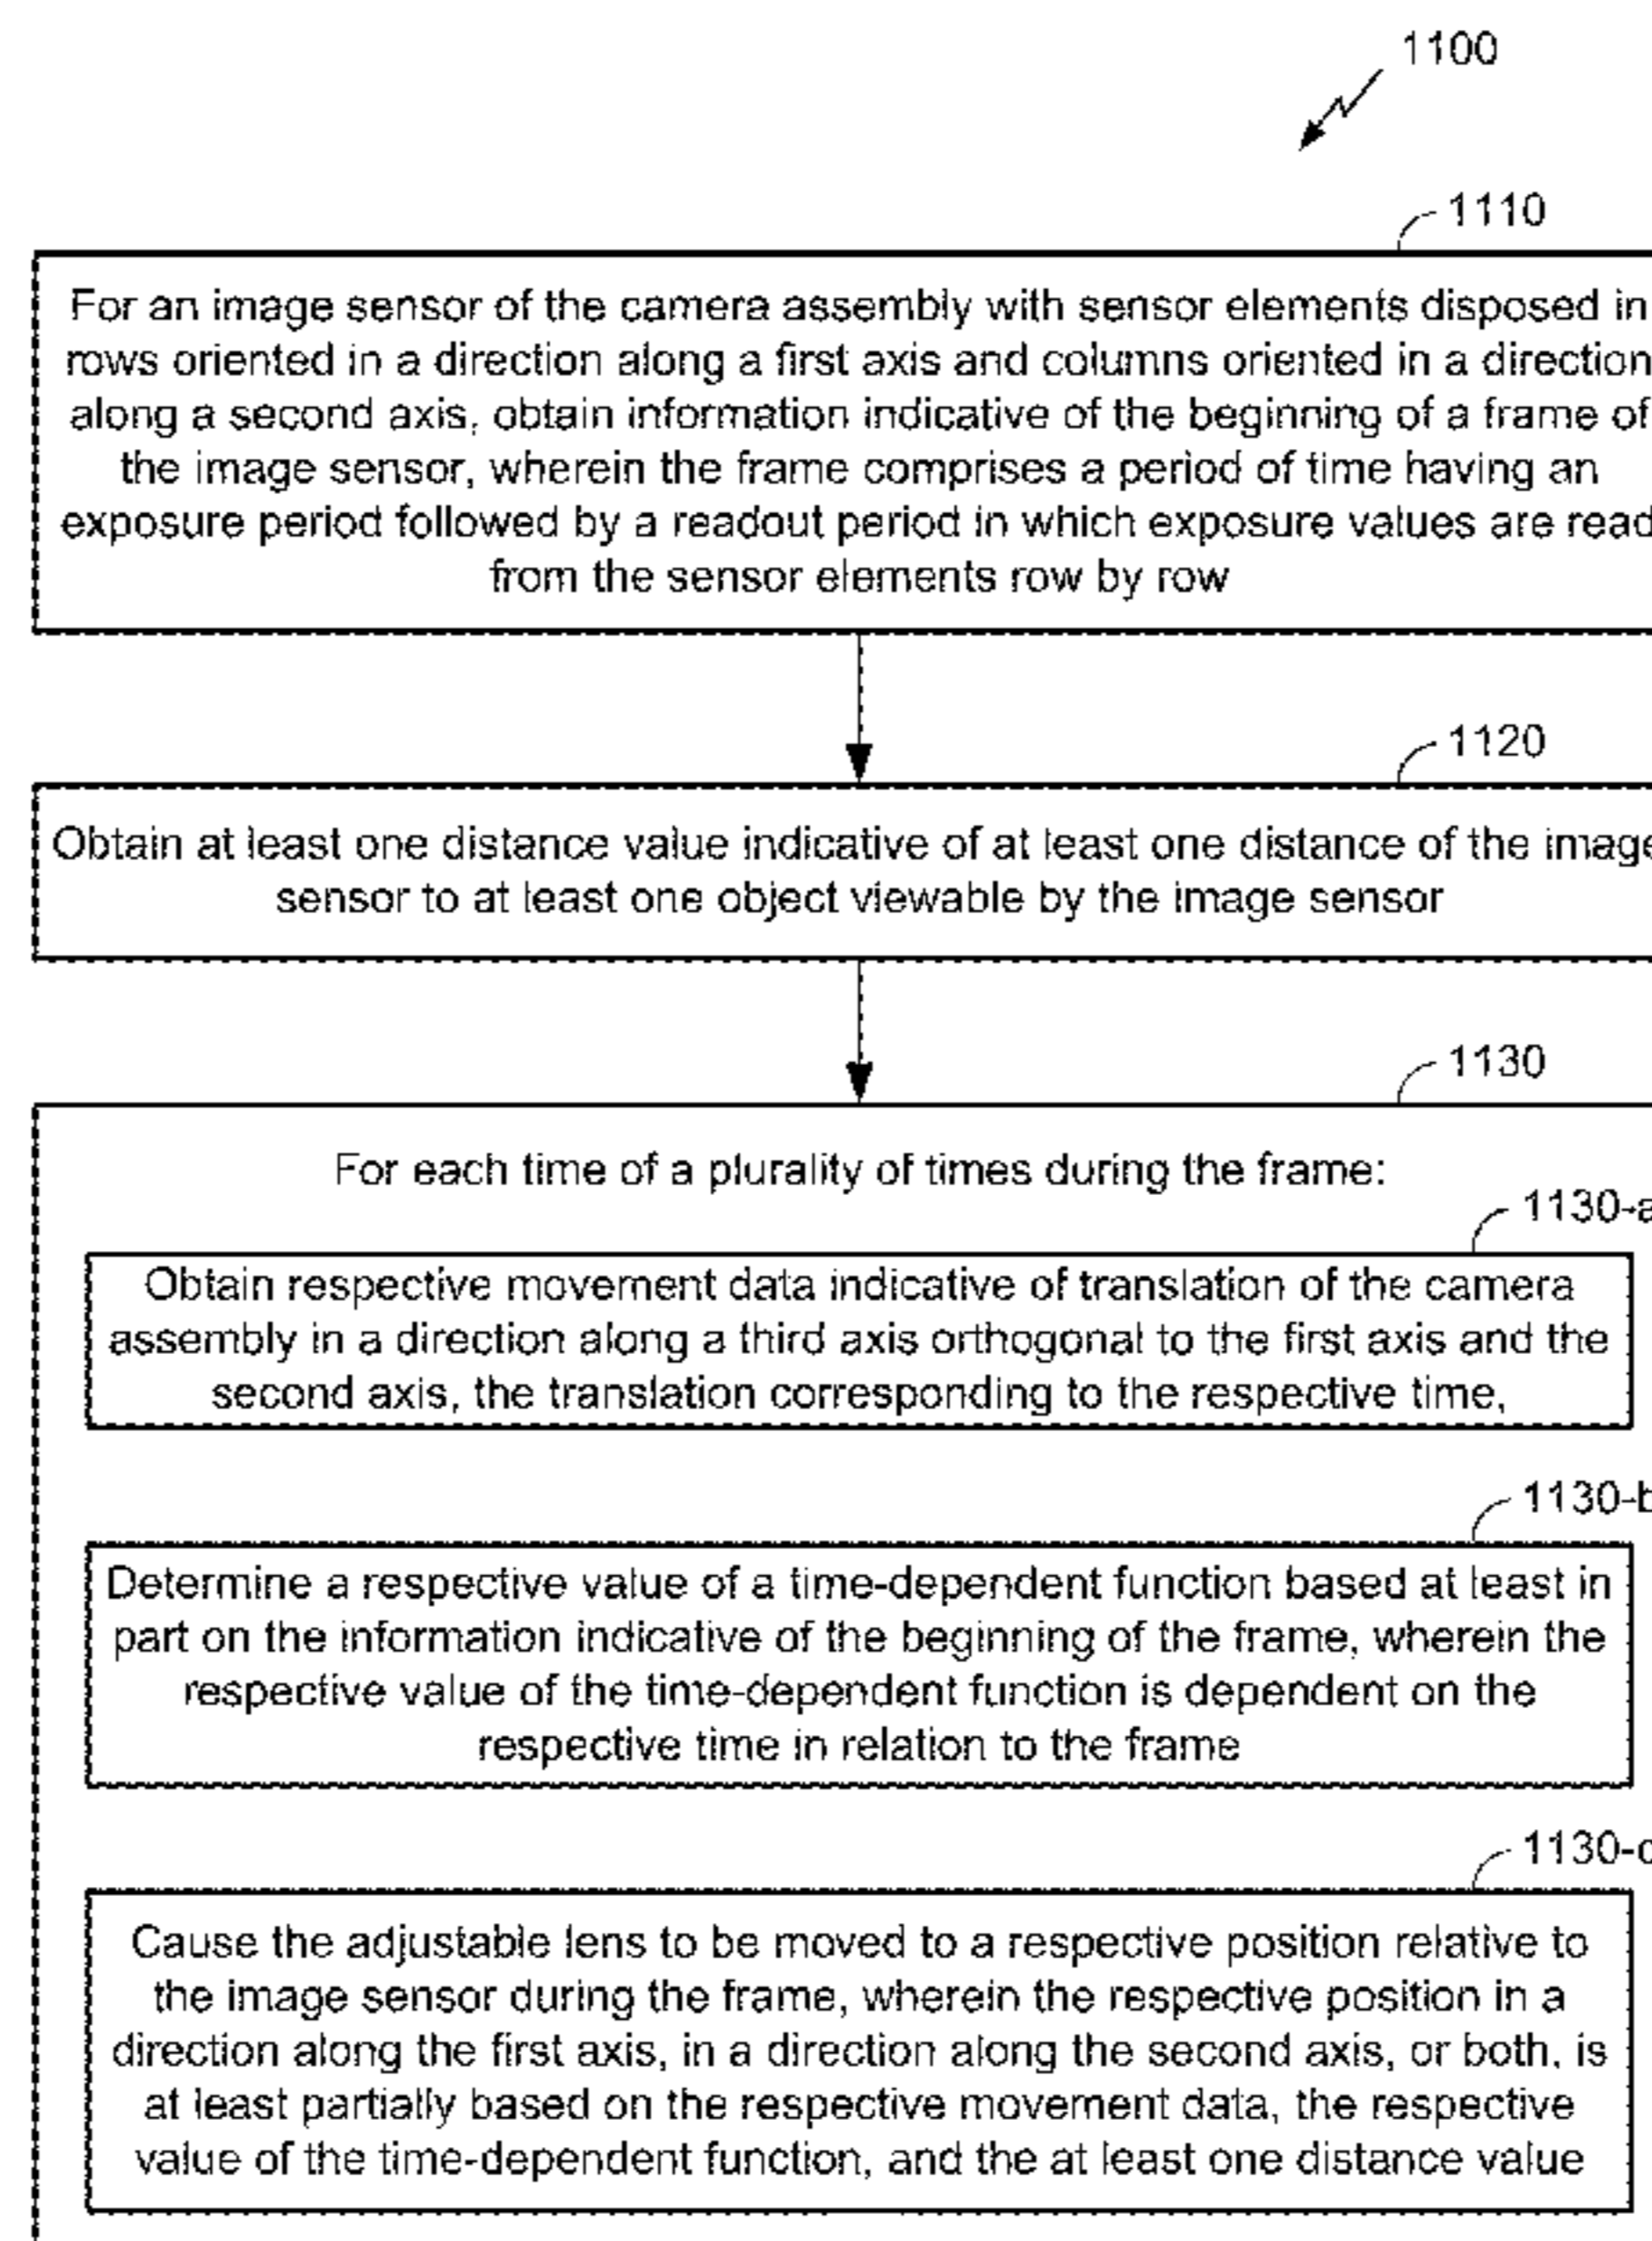 1100
1110
For an image sensor of the camera assembly with sensor elements disposed in
rows oriented in a direction along a first axis and columns oriented in a direction
along a second axis, obtain information indicative of the beginning of a frame of
the image sensor, wherein the frame comprises a period of time having an
exposure period followed by a readout period in which exposure values are read
from the sensor elements row by row
1120
Obtain at least one distance value indicative of at least one distance of the image
sensor to at least one object viewable by the image sensor
1130
For each time of a plurality of times during the frame:
1130-a
Obtain respective movement data indicative of translation of the camera
assembly in a direction along a third axis orthogonal to the first axis and the
second axis, the translation corresponding to the respective time,
1130-b
Determine a respective value of a time-dependent function based at least in
part on the information indicative of the beginning of the frame, wherein the
respective value of the time-dependent function is dependent on the
respective time in relation to the frame
1130-c
Cause the adjustable lens to be moved to a respective position relative to
the image sensor during the frame, wherein the respective position in a
direction along the first axis, in a direction along the second axis, or both, is
at least partially based on the respective movement data, the respective
value of the time-dependent function, and the at least one distance value